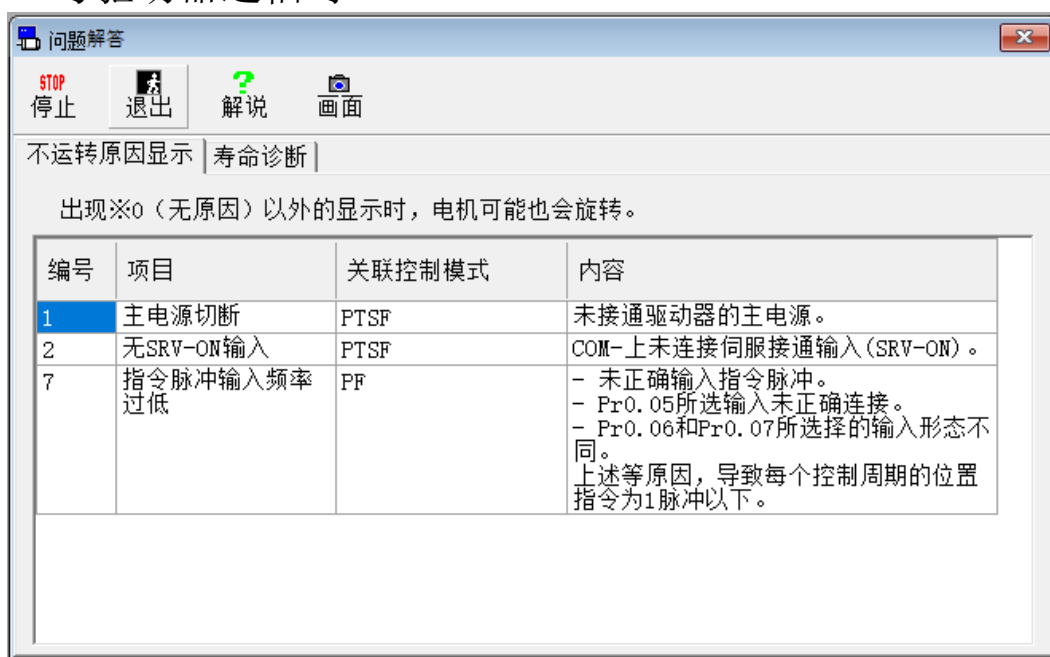 问题解答
STOP
停止 退出 解说 画面
不运转原因显示 寿命诊断
出现※0（无原因）以外的显示时，电机可能也会旋转。
编号 项目 关联控制模式 内容
1 主电源切断 PTSF 未接通驱动器的主电源。
2 无SRV-ON输入 PTSF COM-上未连接伺服接通输入(SRV-ON)。
7 指令脉冲输入频率 PF - 未正确输入指令脉冲。
过低 - Pr0.05所选输入未正确连接。
- Pr0.06和Pr0.07所选择的输入形态不
同。
上述等原因，导致每个控制周期的位置
指令为1脉冲以下。